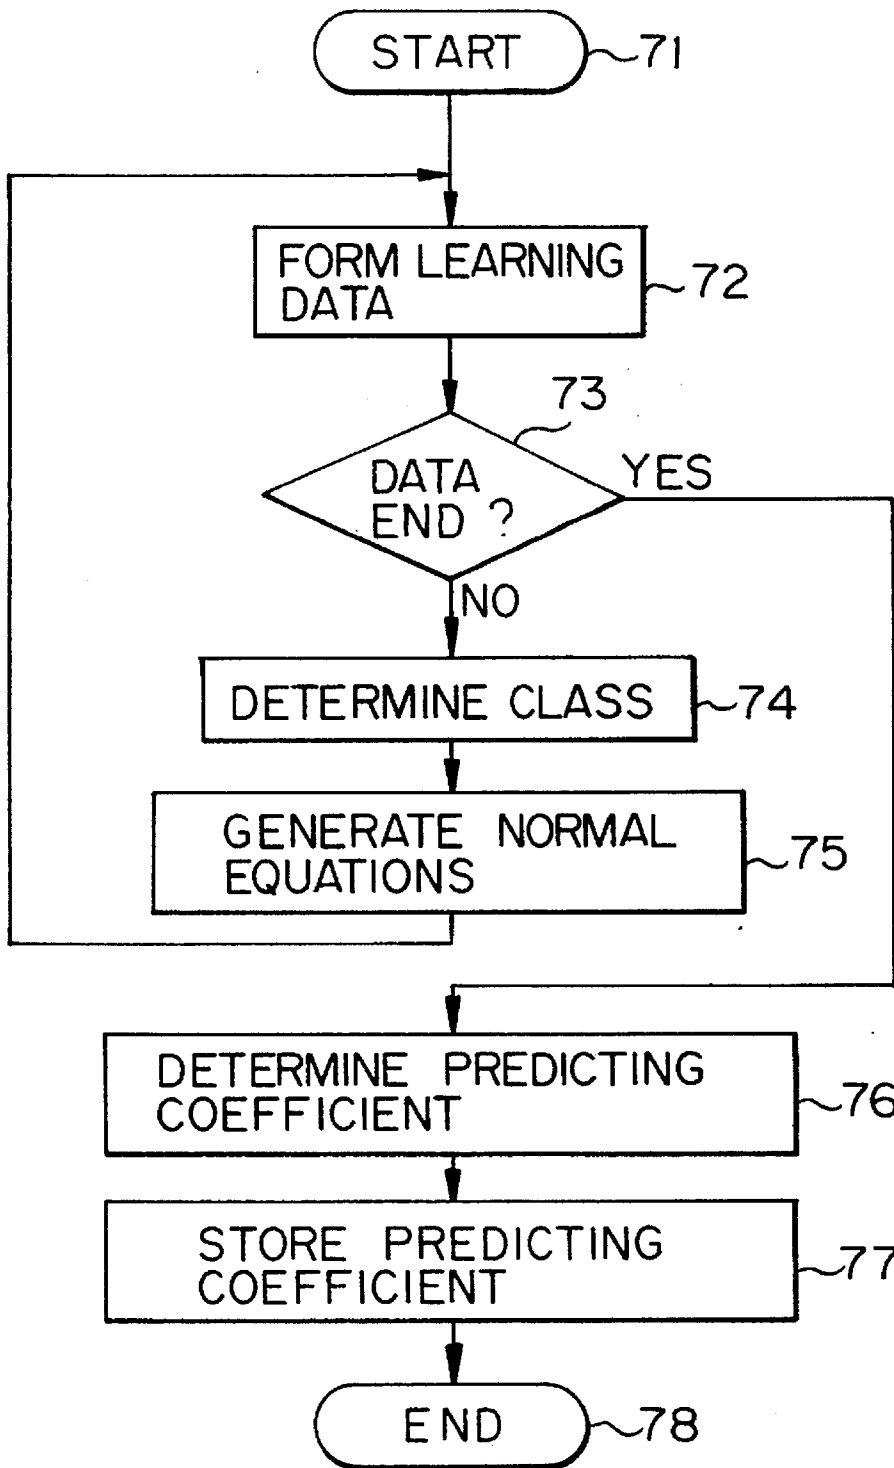 START 71
FORM LEARNING
DATA
72
73
DATA
END ?
YES
NO
DETERMINE CLASS 74
GENERATE NORMAL
EQUATIONS
75
DETERMINE PREDICTING
COEFFICIENT
76
STORE PREDICTING
COEFFICIENT
77
END 78